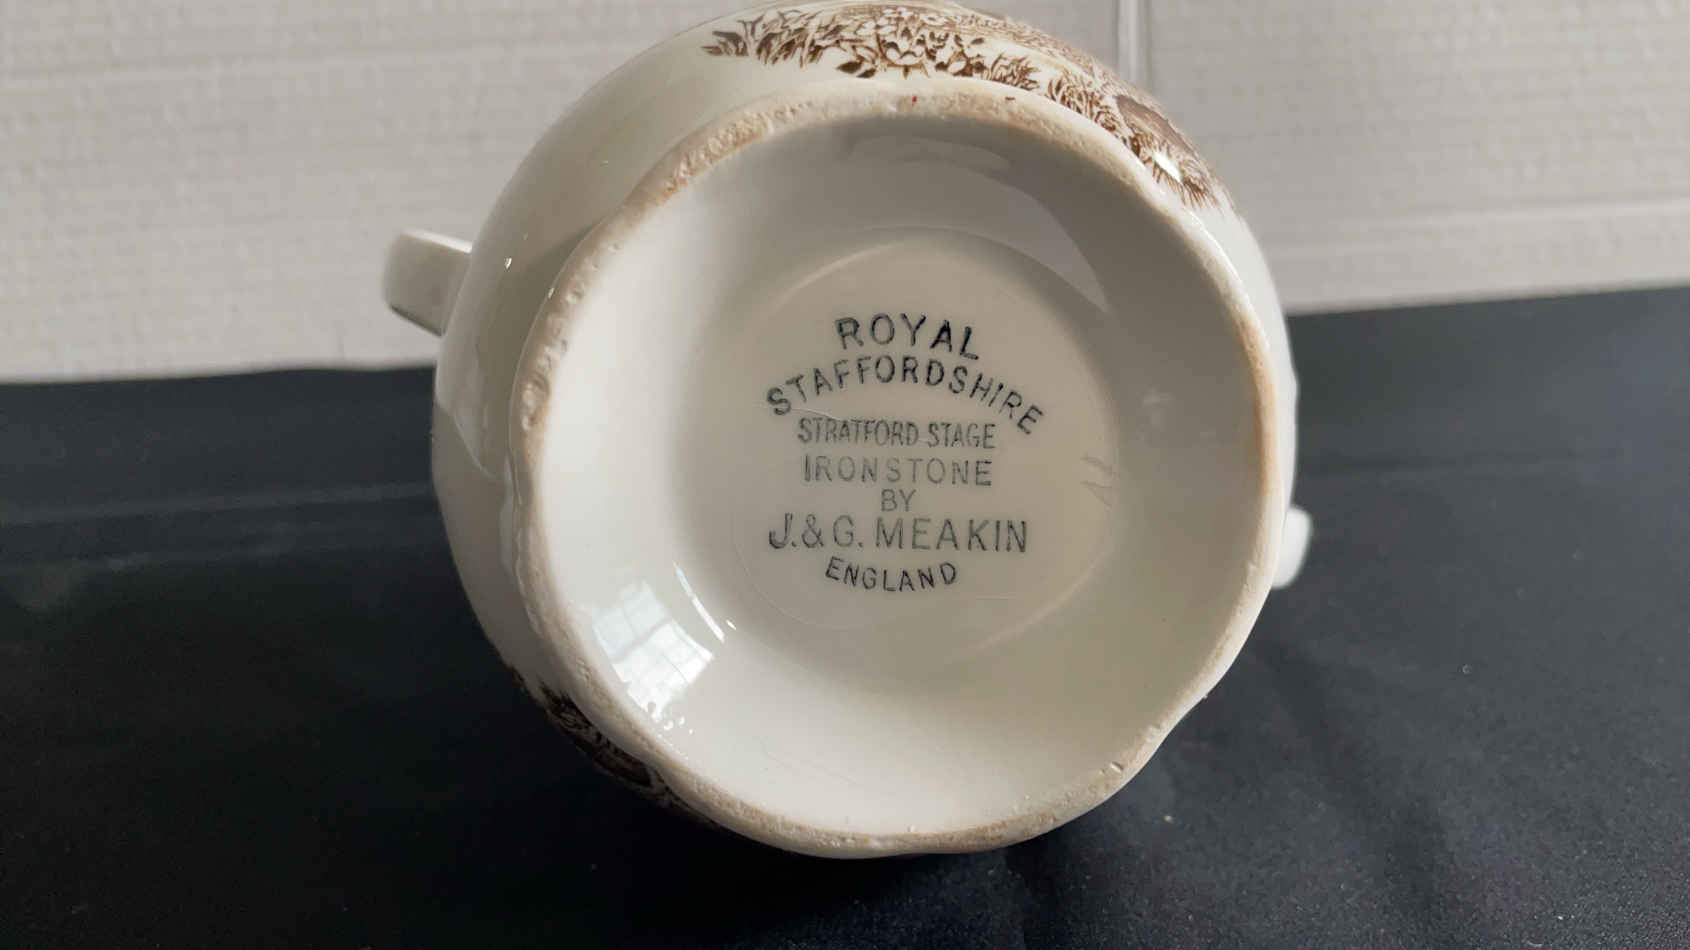 ROYAL
STAFFORDSHIRE
STRATFORD STAGE
IRONSTONE
BY
J.&G. MEAKIN
ENGLAND